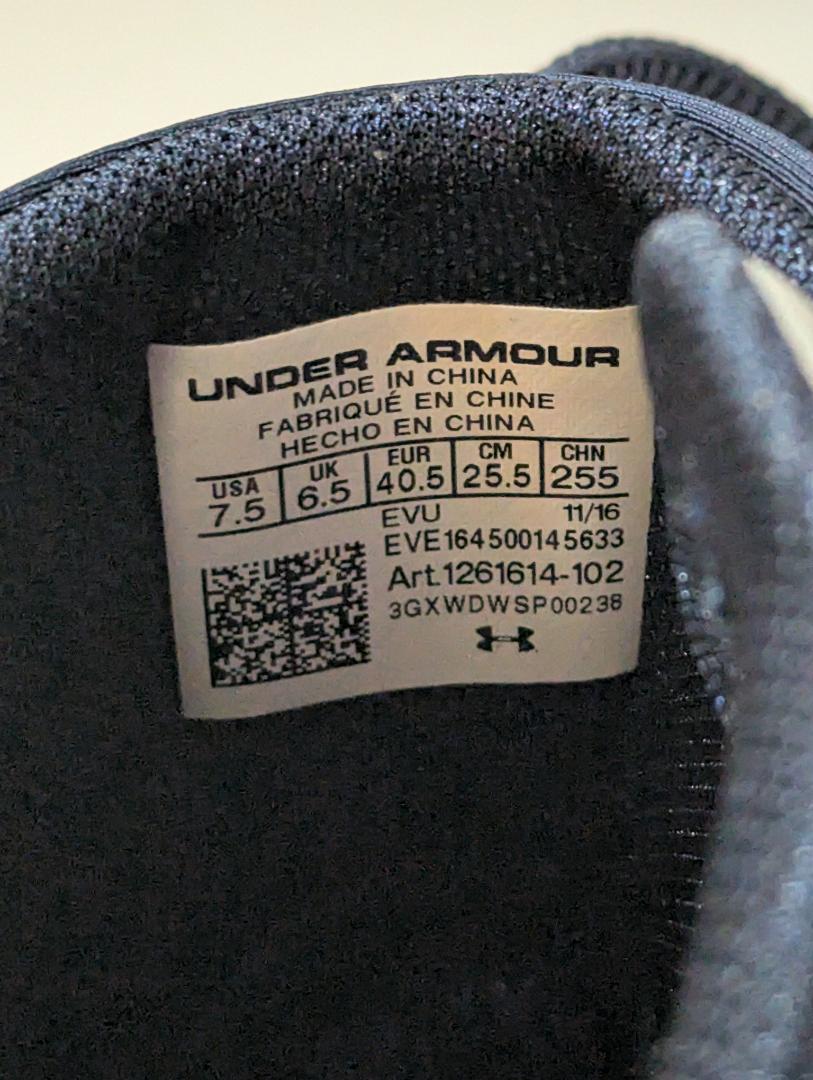 UNDER ARMOUR
MADE IN CHINA
FABRIQUÉ EN CHINE
HECHO EN CHINA
USA UK EUR CM CHN
7.5 6.5 40.5 25.5 255
EVU 11/16
EVE164500145633
Art.1261614-102
3GXWDWSP00238